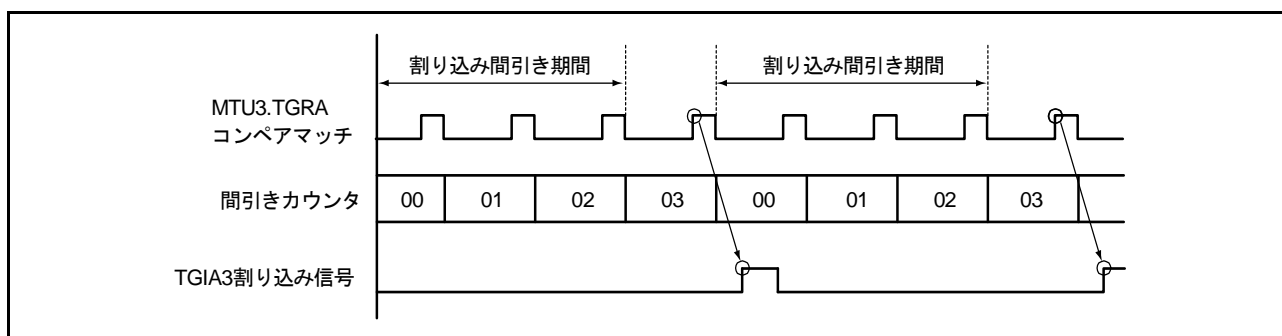 割り込み間引き期間 割り込み間引き期間
MTU3.TGRA
コンペアマッチ
間引きカウンタ 00 01 02 03 00 01 02 03
TGIA3割り込み信号